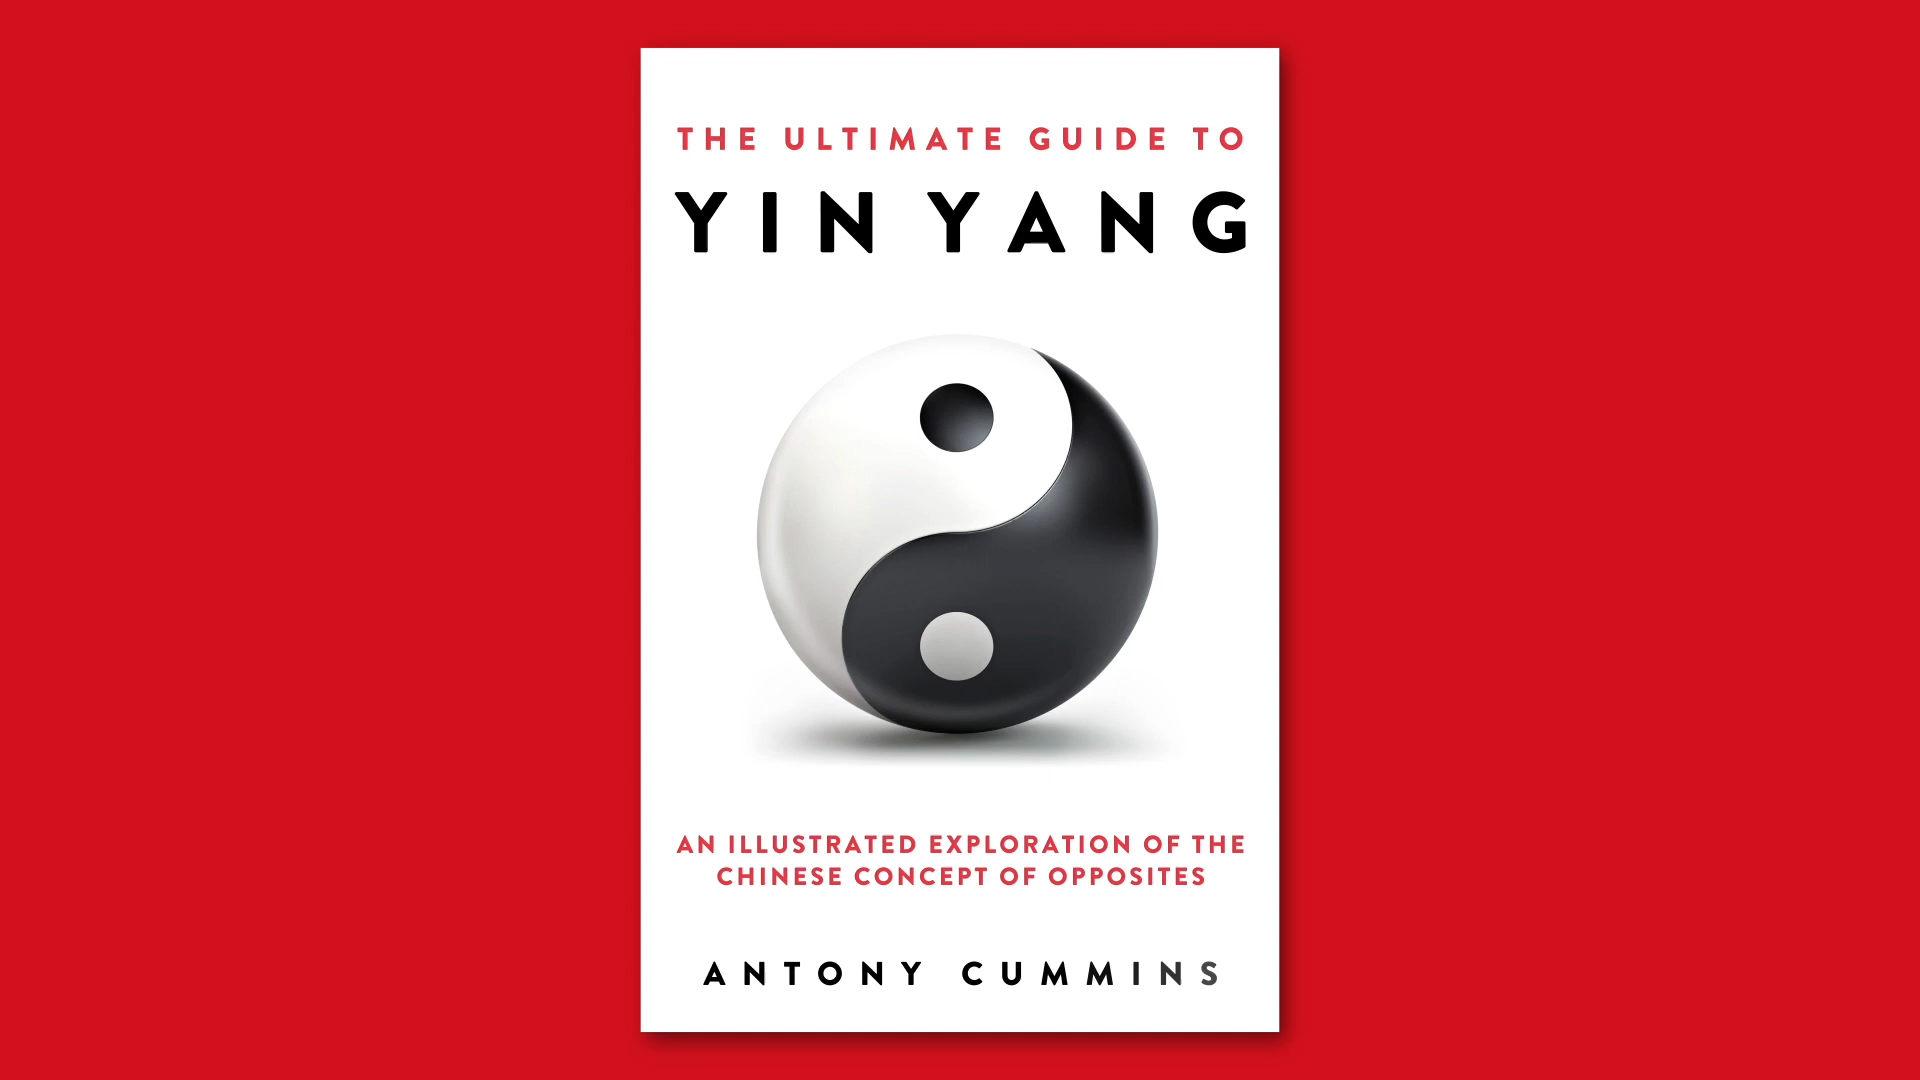 THE ULTIMATE GUIDE TO
YIN YANG
AN ILLUSTRATED EXPLORATION OF THE
CHINESE CONCEPT OF OPPOSITES
ANTONY CUMMINS